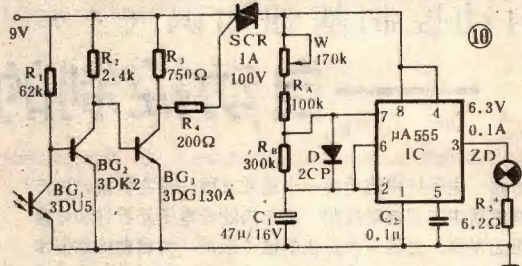 ⑩
9V
R₁
62k
R₂
2.4k
R₃
750Ω
R₄
200Ω
SCR
1A
100V
W
170k
R_A
100k
R_B
300k
D
2CP
C₁
47μ/16V
7
8
4
6
2
1
5
3
μA555
IC
C₂
0.1μ
6.3V
0.1A
ZD
R₅*
6.2Ω
BG₁
3DU5
BG₂
3DK2
BG₃
3DG130A